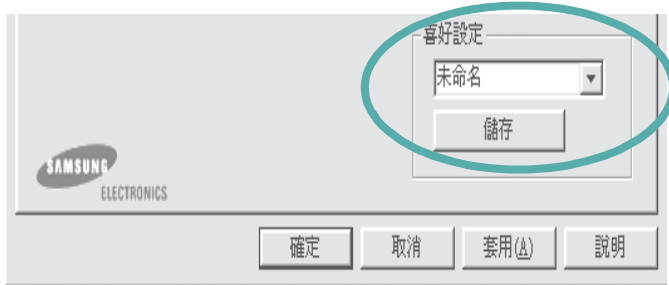 喜好設定
未命名
儲存
SAMSUNG
ELECTRONICS
確定 取消 套用(A) 說明